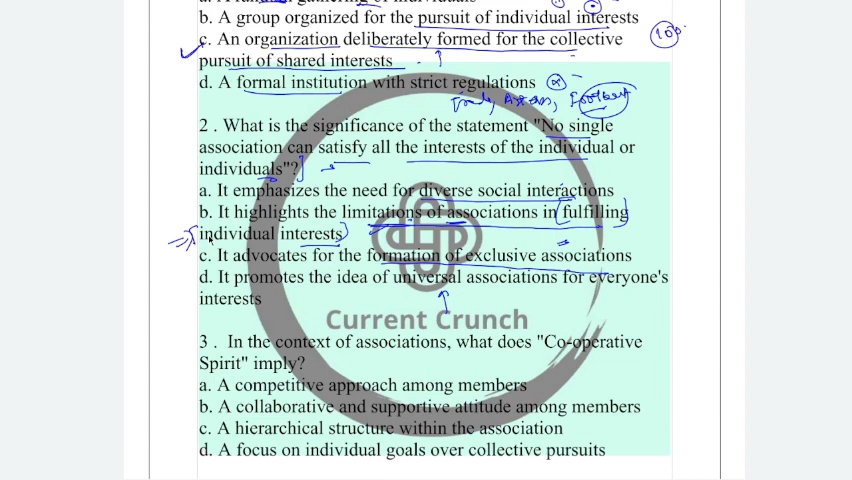 b. A group organized for the pursuit of individual interests
c. An organization deliberately formed for the collective
100%
pursuit of shared interests
d. A formal institution with strict regulations
Football
2 . What is the significance of the statement "No single
association can satisfy all the interests of the individual or
individuals"?
a. It emphasizes the need for diverse social interactions
b. It highlights the limitations of associations in fulfilling
individual interests
c. It advocates for the formation of exclusive associations
d. It promotes the idea of universal associations for everyone's
interests
Current Crunch
3 . In the context of associations, what does "Co-operative
Spirit" imply?
a. A competitive approach among members
b. A collaborative and supportive attitude among members
c. A hierarchical structure within the association
d. A focus on individual goals over collective pursuits